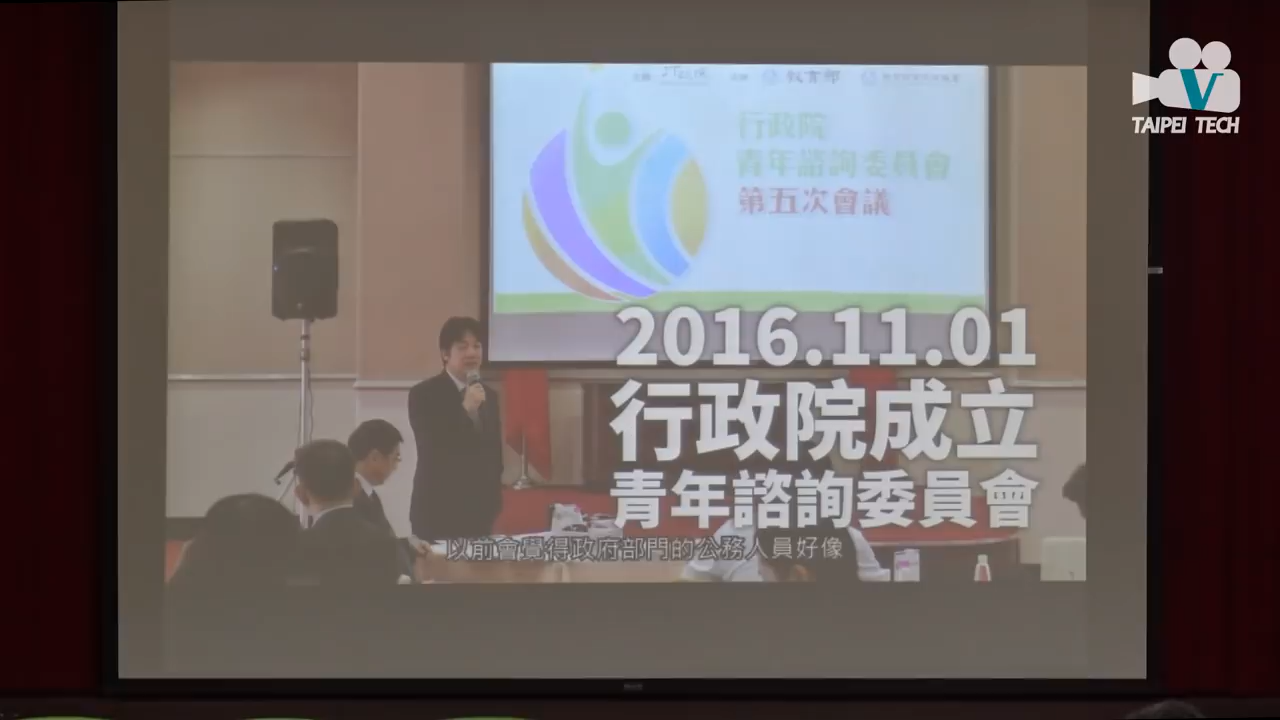 V
TAIPEI TECH
教育部
行政院
青年諮詢委員會
第五次會議
2016.11.01
行政院成立
青年諮詢委員會
以前會覺得政府部門的公務人員好像